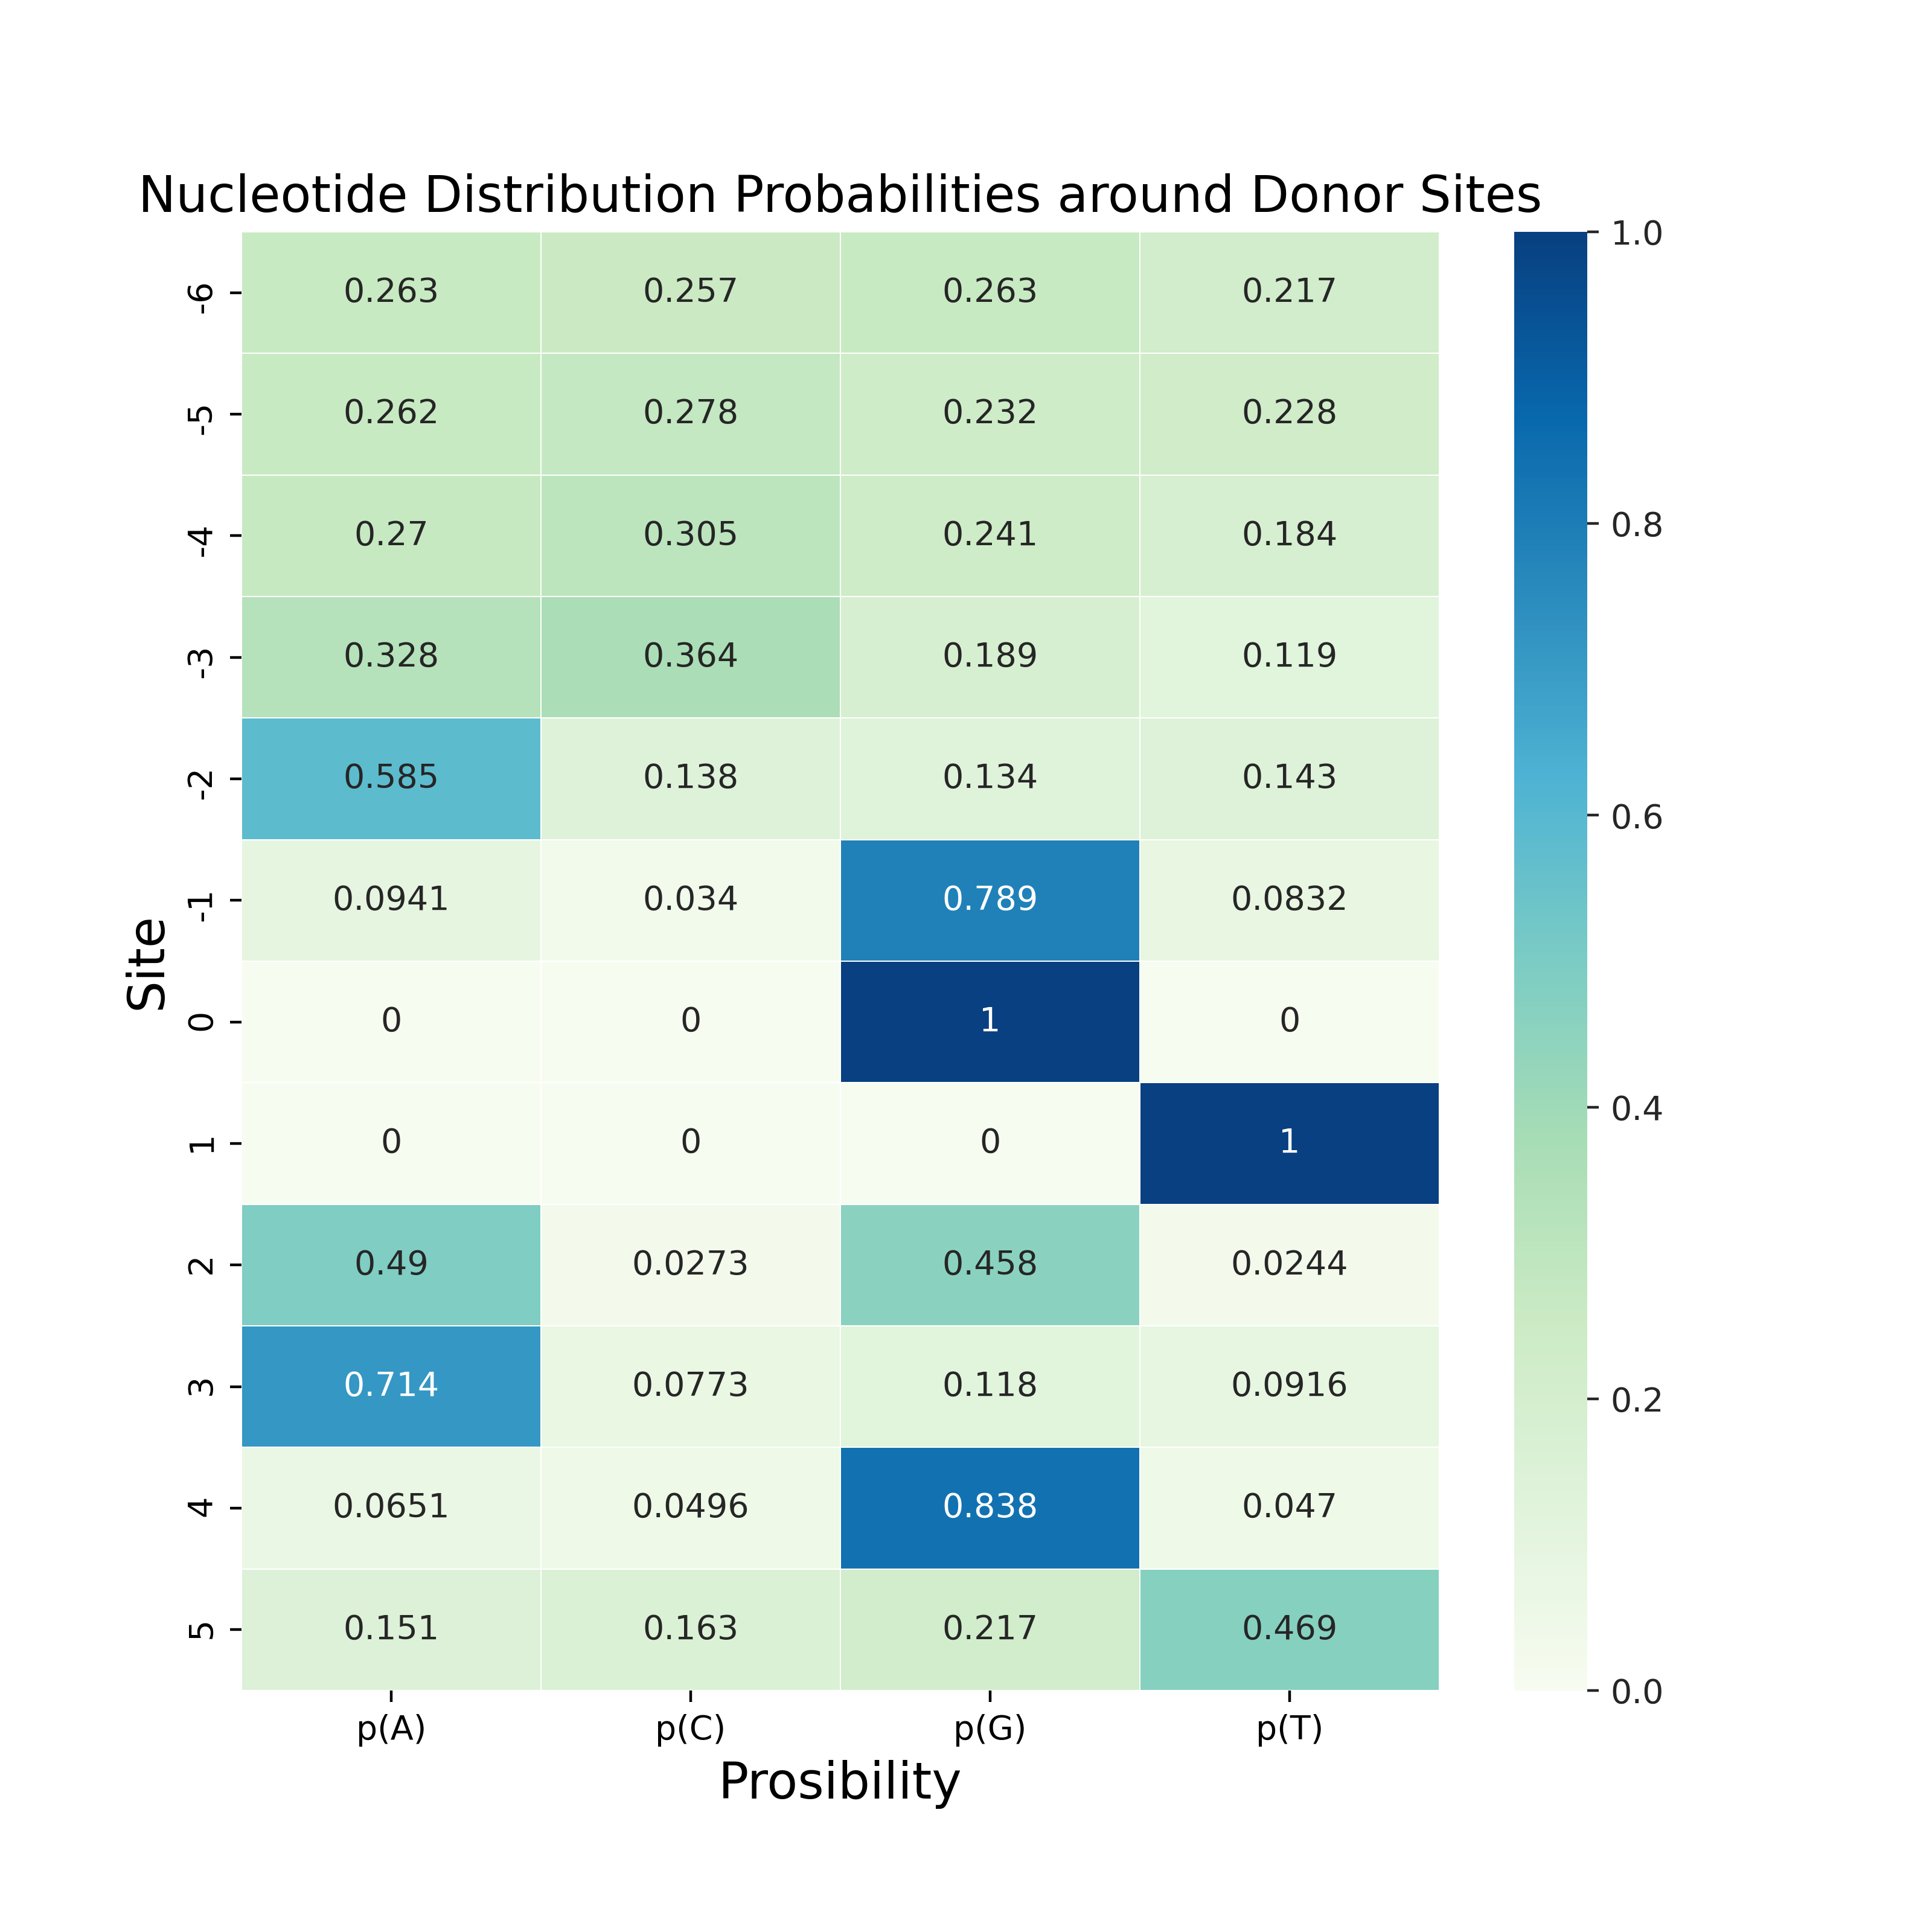 Nucleotide Distribution Probabilities around Donor Sites
-6 0.263 0.257 0.263 0.217
-5 0.262 0.278 0.232 0.228
-4 0.27 0.305 0.241 0.184
-3 0.328 0.364 0.189 0.119
-2 0.585 0.138 0.134 0.143
-1 0.0941 0.034 0.789 0.0832
0 0 0 1 0
1 0 0 0 1
2 0.49 0.0273 0.458 0.0244
3 0.714 0.0773 0.118 0.0916
4 0.0651 0.0496 0.838 0.047
5 0.151 0.163 0.217 0.469
p(A) p(C) p(G) p(T)
Prosibility
Site
1.0
0.8
0.6
0.4
0.2
0.0